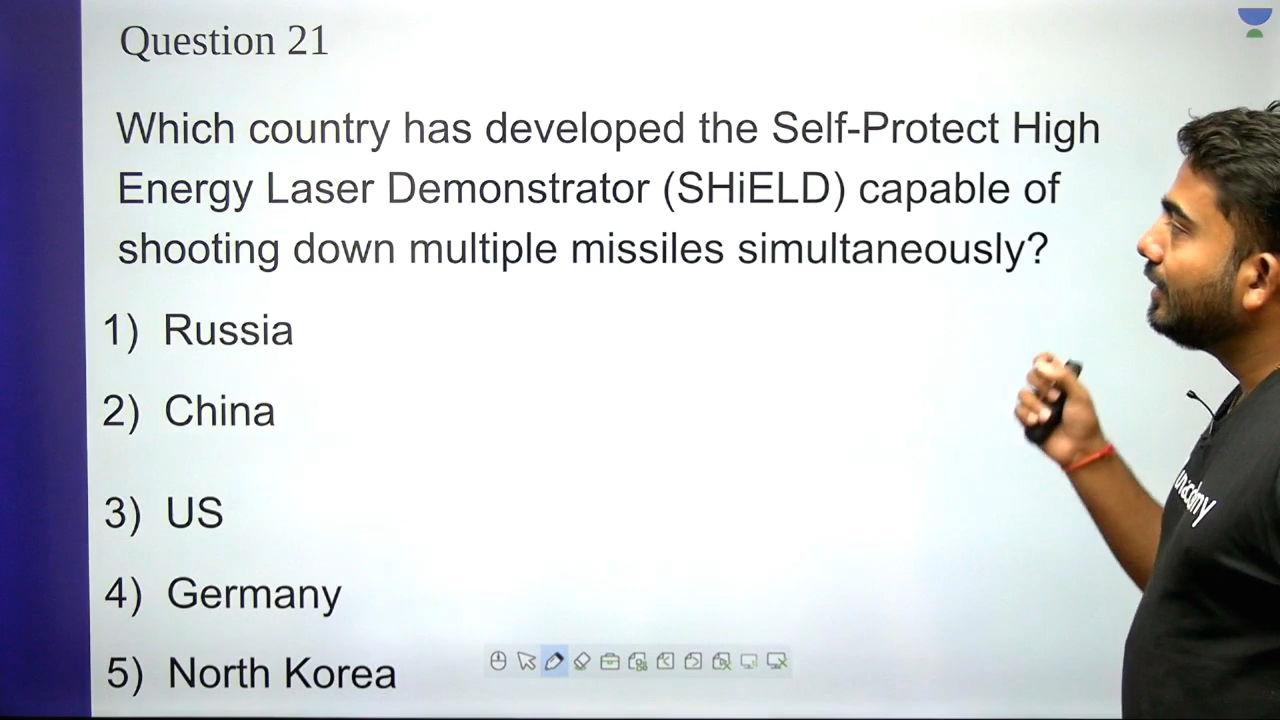 Question 21
Which country has developed the Self-Protect High
Energy Laser Demonstrator (SHiELD) capable of
shooting down multiple missiles simultaneously?
1) Russia
2) China
3) US
4) Germany
5) North Korea
unacademy